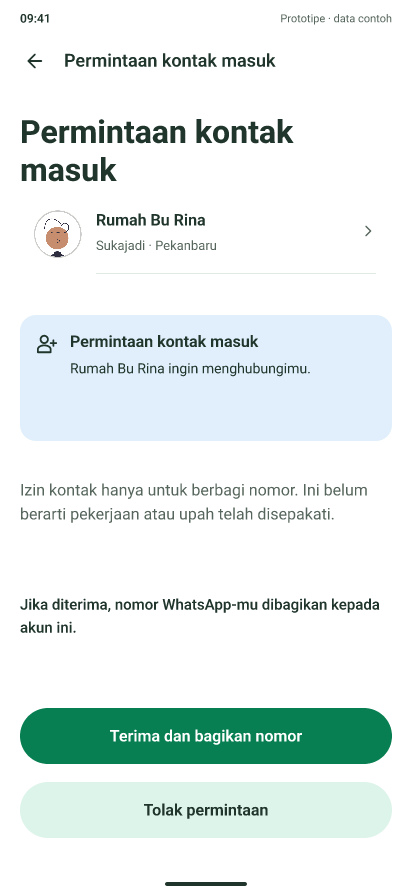 09:41
Prototipe · data contoh
Permintaan kontak masuk
Permintaan kontak
masuk
Rumah Bu Rina
Sukajadi · Pekanbaru
Permintaan kontak masuk
Rumah Bu Rina ingin menghubungimu.
Izin kontak hanya untuk berbagi nomor. Ini belum
berarti pekerjaan atau upah telah disepakati.
Jika diterima, nomor WhatsApp-mu dibagikan kepada
akun ini.
Terima dan bagikan nomor
Tolak permintaan